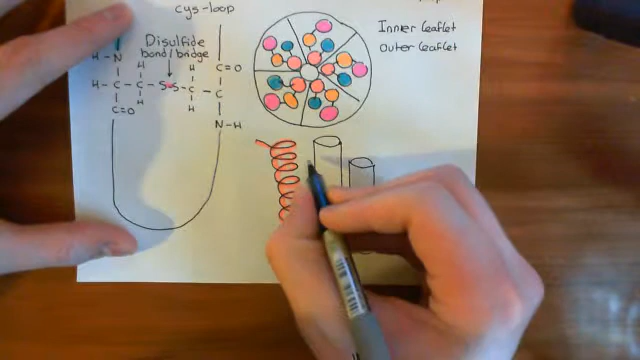 cys-loop
Inner leaflet
outer leaflet
Disulfide
bond/bridge
H-N H H C=O
H-C-C-S-S-C-C
H H
C=O
N-H